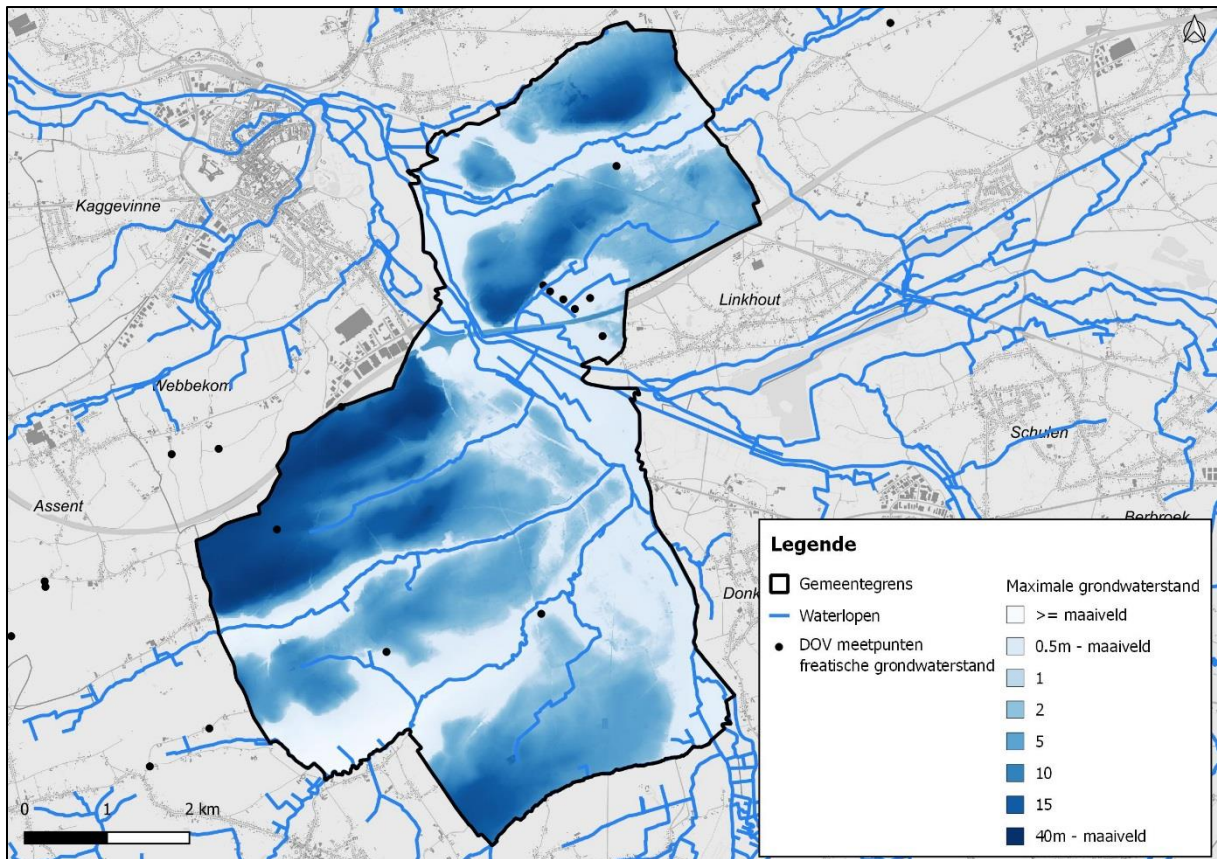 Kaggevinne
Linkhout
Webbekom
Schulen
Assent
Berbroek
Donk
0 1 2 km
Legende
Gemeentegrens
Waterlopen
DOV meetpunten
freatische grondwaterstand
Maximale grondwaterstand
>= maaiveld
0.5m - maaiveld
1
2
5
10
15
40m - maaiveld